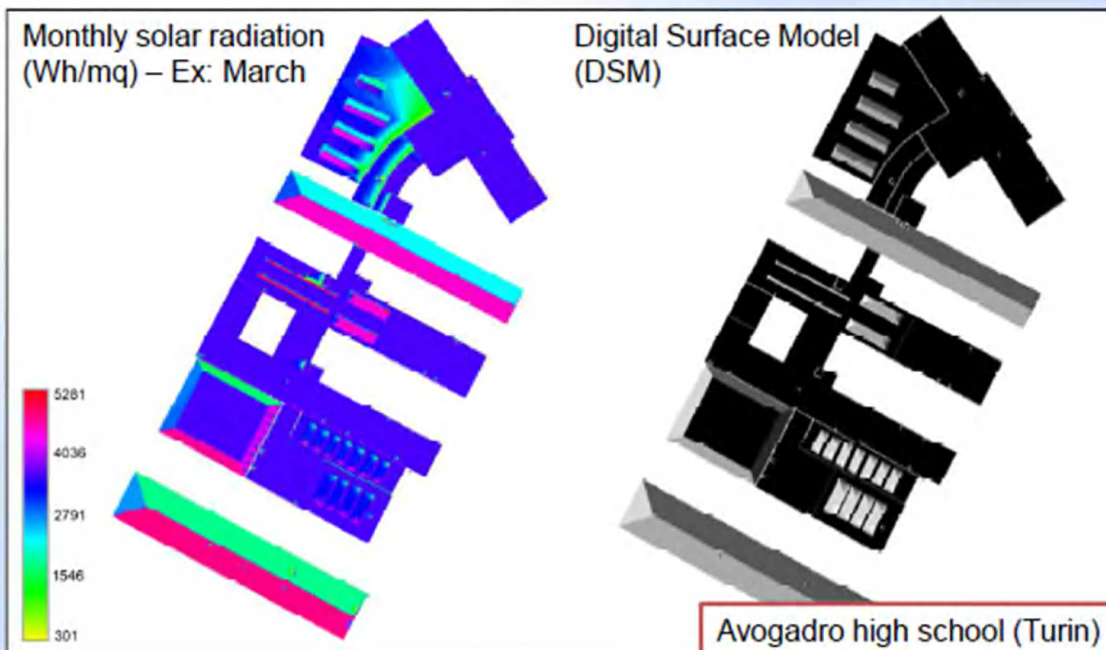 Monthly solar radiation
(Wh/mq) – Ex: March
Digital Surface Model
(DSM)
5281
4036
2791
1546
301
Avogadro high school (Turin)